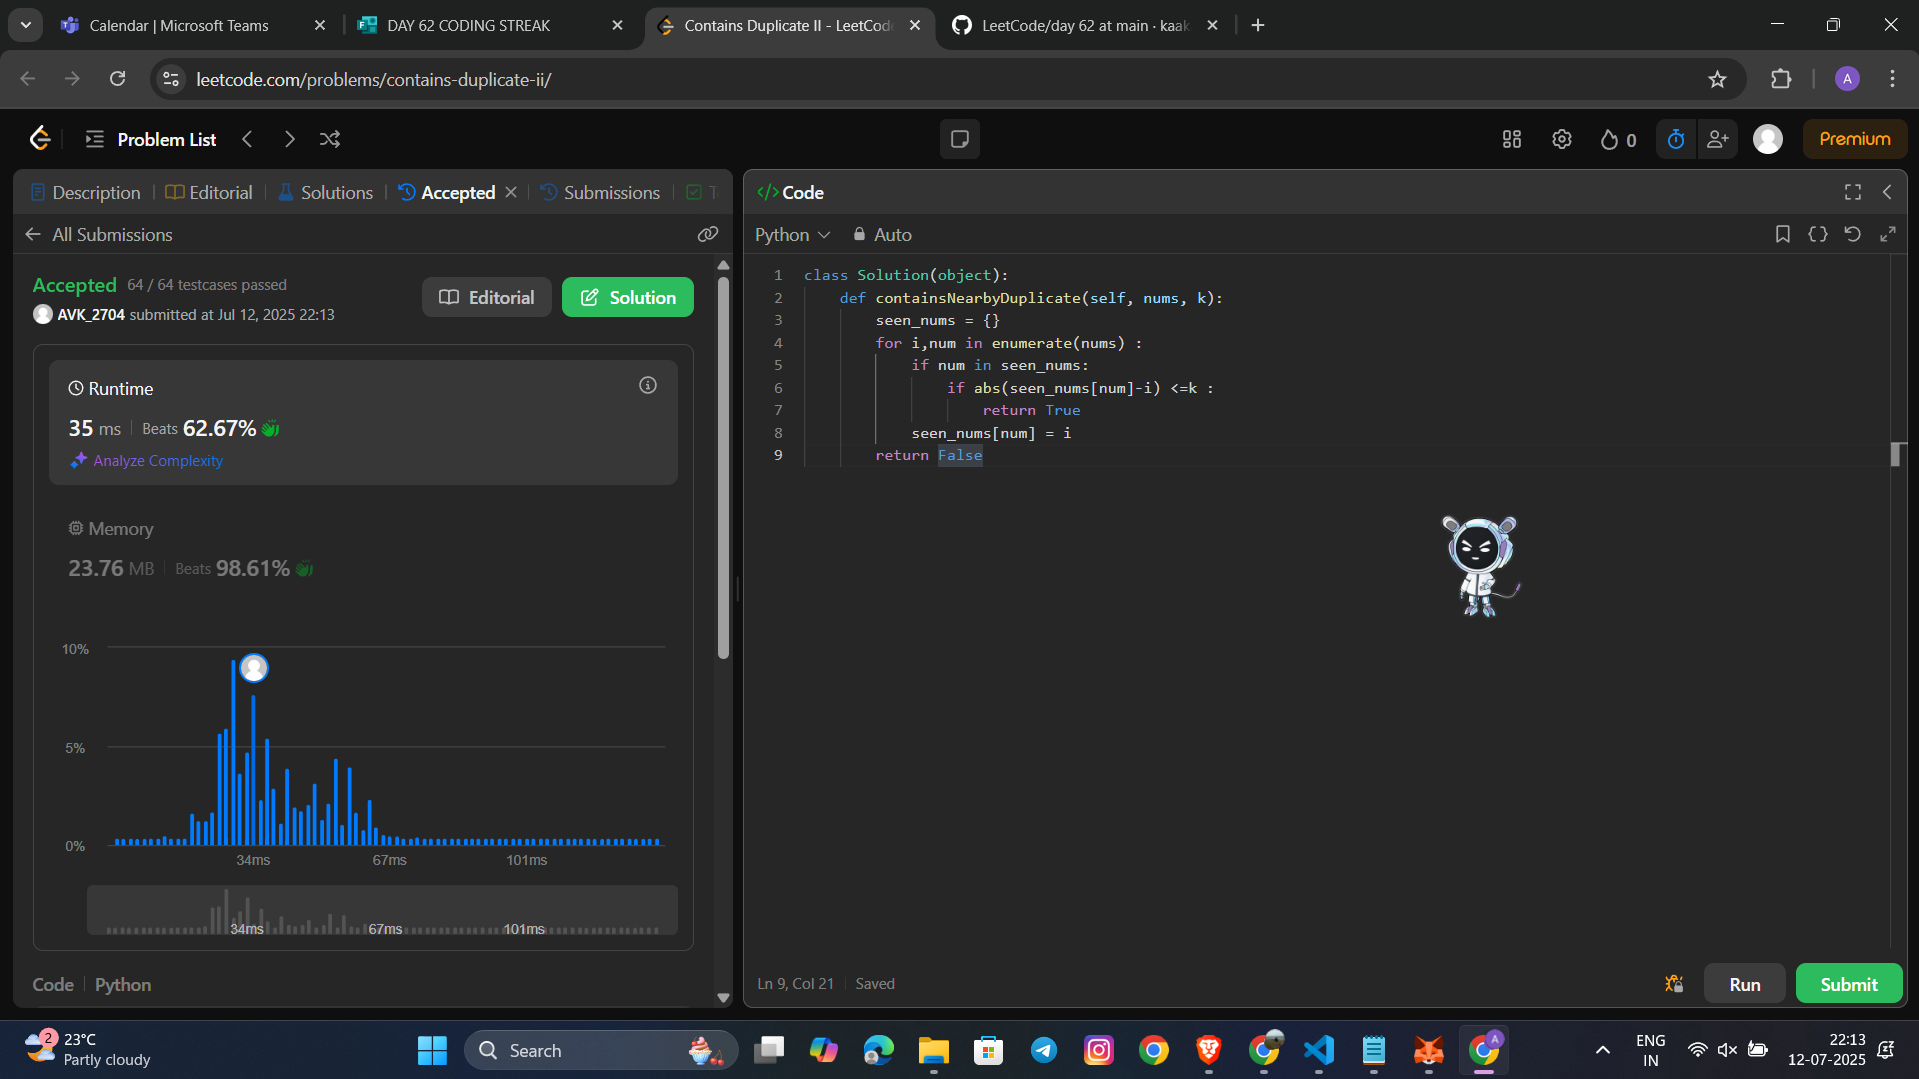 Calendar | Microsoft Teams
DAY 62 CODING STREAK
Contains Duplicate II - LeetCode
LeetCode/day 62 at main · kaak
leetcode.com/problems/contains-duplicate-ii/
A
Problem List
0
Premium
Description
Editorial
Solutions
Accepted
Submissions
T
All Submissions
Accepted 64 / 64 testcases passed
AVK_2704 submitted at Jul 12, 2025 22:13
Editorial
Solution
Runtime
35 ms Beats 62.67%
Analyze Complexity
Memory
23.76 MB Beats 98.61%
10%
5%
0%
34ms 67ms 101ms
34ms 67ms 101ms
Code Python
</> Code
Python Auto
1 class Solution(object):
2 def containsNearbyDuplicate(self, nums, k):
3 seen_nums = {}
4 for i,num in enumerate(nums) :
5 if num in seen_nums:
6 if abs(seen_nums[num]-i) <=k :
7 return True
8 seen_nums[num] = i
9 return False
Ln 9, Col 21 Saved
Run
Submit
2
23°C
Partly cloudy
Search
A
ENG
IN
22:13
12-07-2025